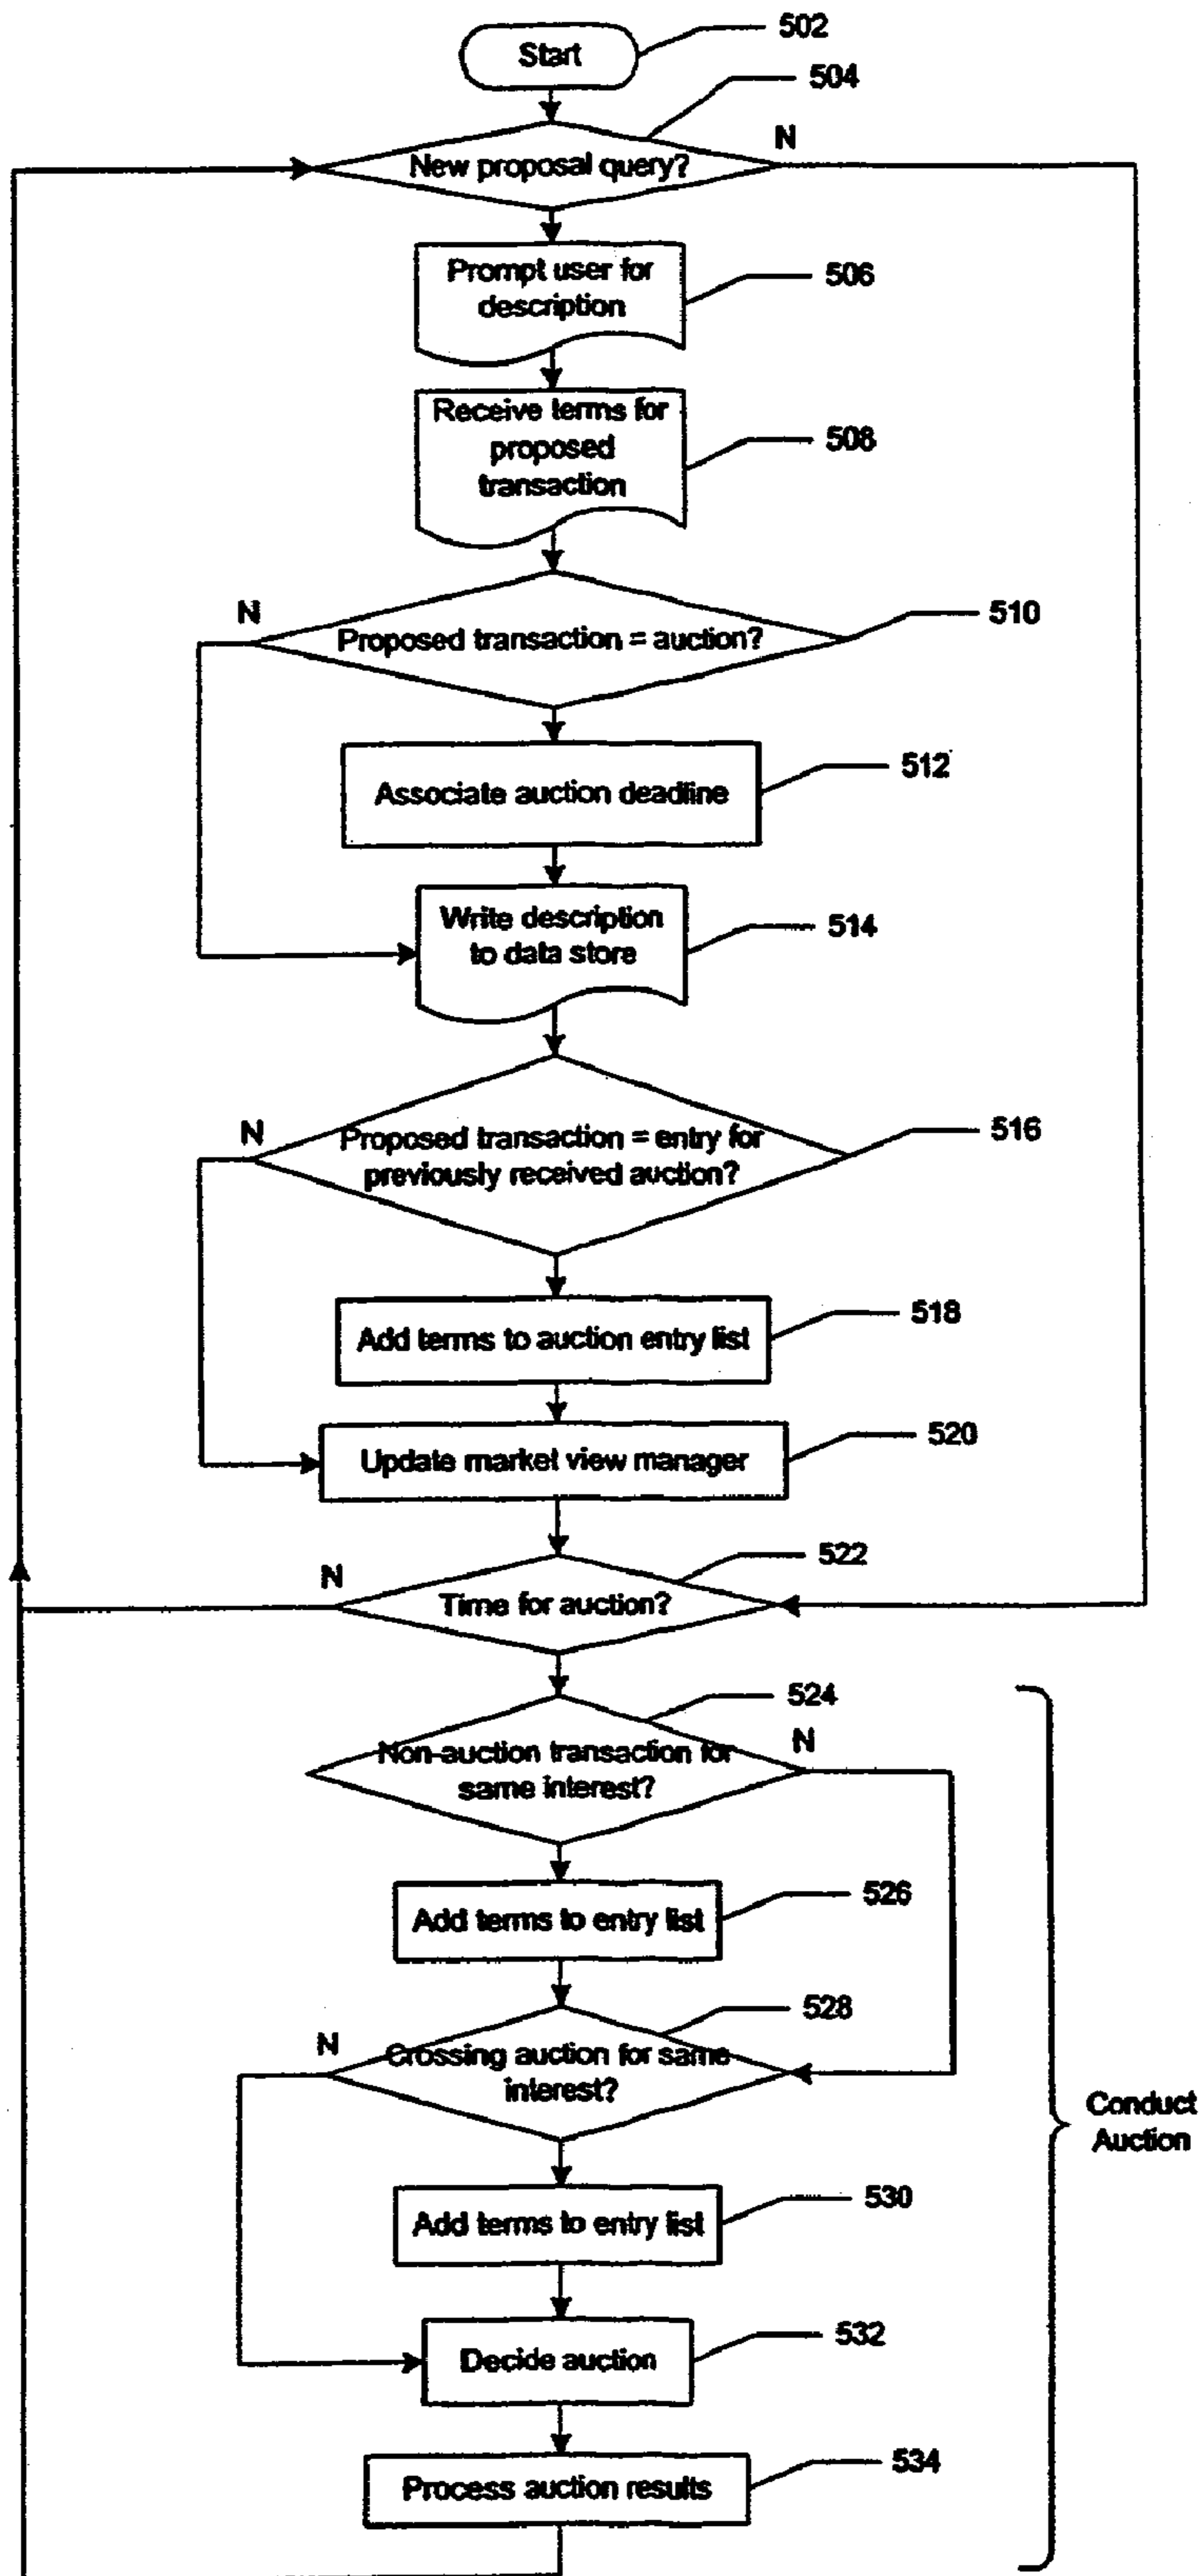 Start
502
504
N
New proposal query?
Prompt user for
description
506
Receive terms for
proposed
transaction
508
N
Proposed transaction = auction?
510
Associate auction deadline
512
Write description
to data store
514
N
Proposed transaction = entry for
previously received auction?
516
Add terms to auction entry list
518
Update market view manager
520
N
Time for auction?
522
524
N
Non-auction transaction for
same interest?
Add terms to entry list
526
528
N
Crossing auction for same
interest?
Conduct
Auction
Add terms to entry list
530
Decide auction
532
Process auction results
534